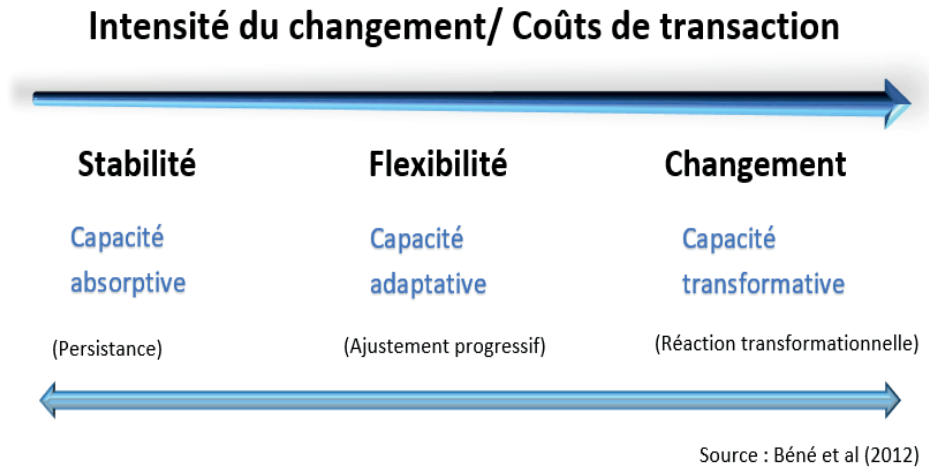 Intensité du changement/ Coûts de transaction
Stabilité Flexibilité Changement
Capacité Capacité Capacité
absorptive adaptative transformative
(Persistance) (Ajustement progressif) (Réaction transformationnelle)
Source : Béné et al (2012)